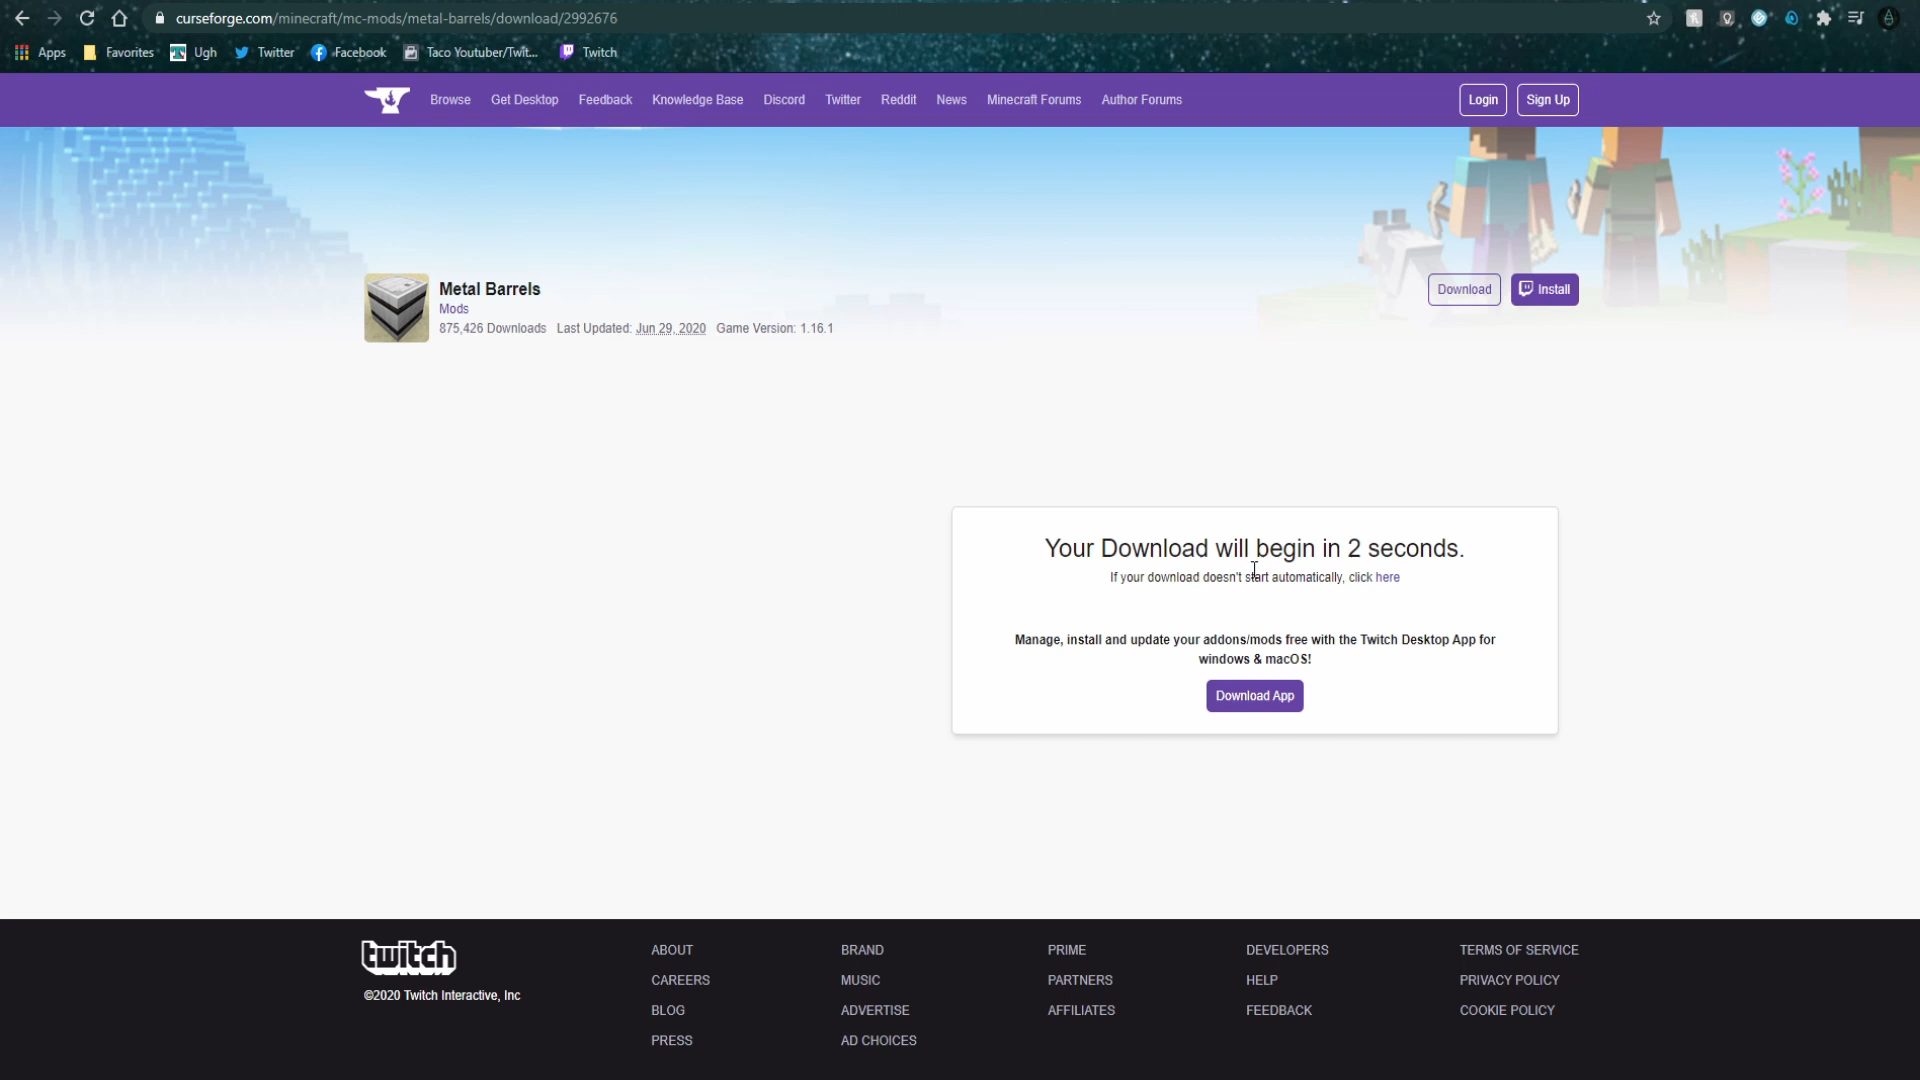 curseforge.com/minecraft/mc-mods/metal-barrels/download/2992676
Apps Favorites Ugh Twitter Facebook Taco Youtuber/Twit... Twitch
Browse Get Desktop Feedback Knowledge Base Discord Twitter Reddit News Minecraft Forums Author Forums Login Sign Up
Metal Barrels
Mods
875,426 Downloads Last Updated: Jun 29, 2020 Game Version: 1.16.1
Download Install
Your Download will begin in 2 seconds.
If your download doesn't start automatically, click here
Manage, install and update your addons/mods free with the Twitch Desktop App for
windows & macOS!
Download App
twitch
©2020 Twitch Interactive, Inc
ABOUT BRAND PRIME DEVELOPERS TERMS OF SERVICE
CAREERS MUSIC PARTNERS HELP PRIVACY POLICY
BLOG ADVERTISE AFFILIATES FEEDBACK COOKIE POLICY
PRESS AD CHOICES